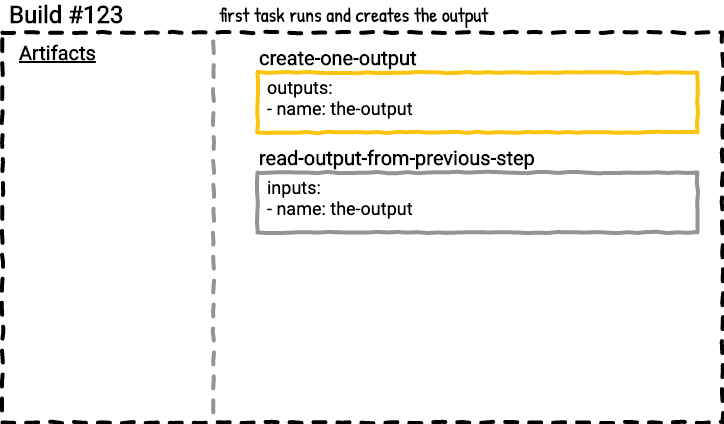 Build #123
first task runs and creates the output
Artifacts
create-one-output
outputs:
- name: the-output
read-output-from-previous-step
inputs:
- name: the-output